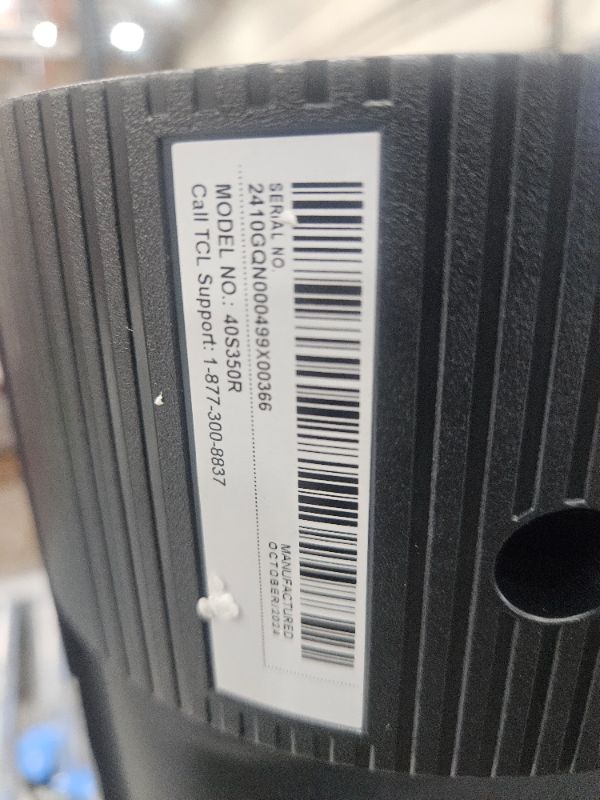 SERIAL NO.
2410GQN000499X00366
MANUFACTURED
OCTOBER/2024
MODEL NO.: 40S350R
Call TCL Support: 1-877-300-8837